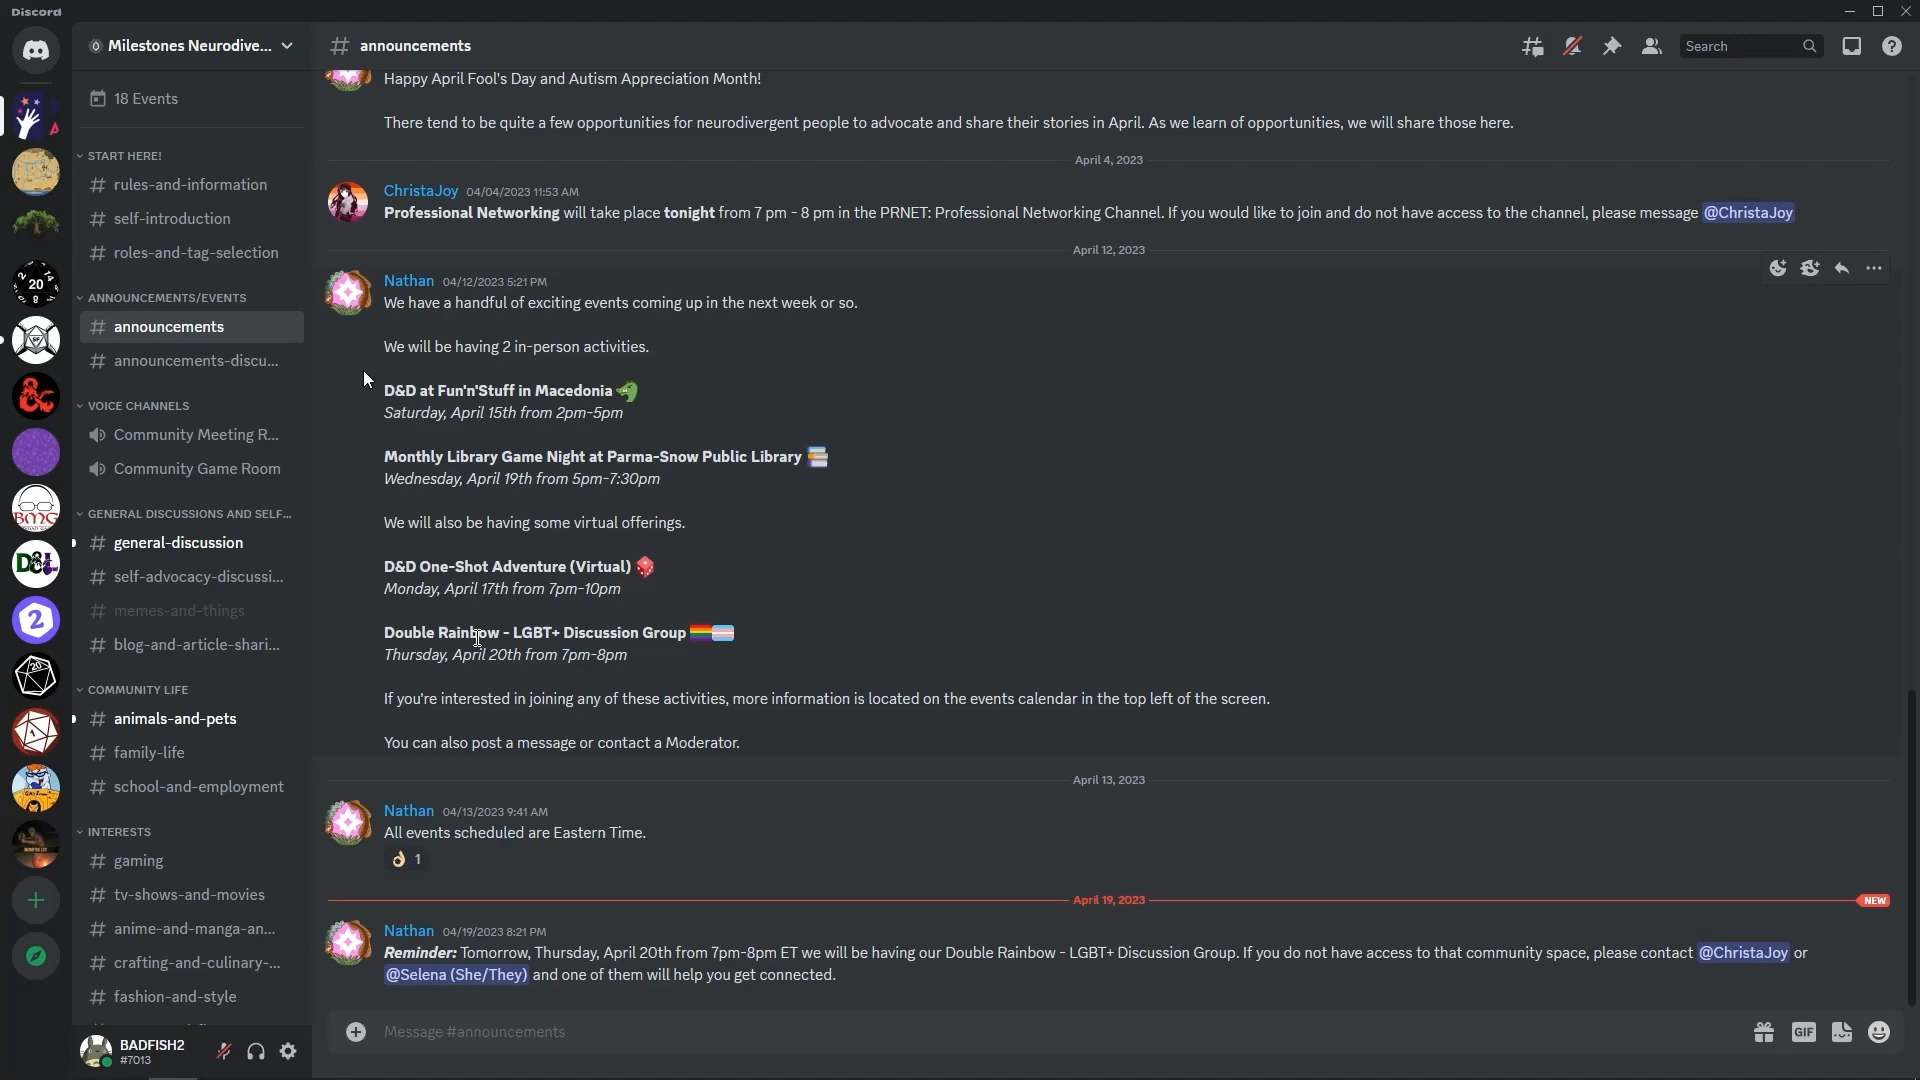 Discord
Milestones Neurodive...
18 Events
START HERE!
rules-and-information
self-introduction
roles-and-tag-selection
ANNOUNCEMENTS/EVENTS
announcements
announcements-discu...
VOICE CHANNELS
Community Meeting R...
Community Game Room
GENERAL DISCUSSIONS AND SELF...
general-discussion
self-advocacy-discussi...
memes-and-things
blog-and-article-shari...
COMMUNITY LIFE
animals-and-pets
family-life
school-and-employment
INTERESTS
gaming
tv-shows-and-movies
anime-and-manga-an...
crafting-and-culinary-...
fashion-and-style
BADFISH2
#7013
20
SF
BMG
D&L
2
20
1
announcements
Search
Happy April Fool's Day and Autism Appreciation Month!
There tend to be quite a few opportunities for neurodivergent people to advocate and share their stories in April. As we learn of opportunities, we will share those here.
April 4, 2023
ChristaJoy 04/04/2023 11:53 AM
Professional Networking will take place tonight from 7 pm - 8 pm in the PRNET: Professional Networking Channel. If you would like to join and do not have access to the channel, please message @ChristaJoy
April 12, 2023
Nathan 04/12/2023 5:21 PM
We have a handful of exciting events coming up in the next week or so.
We will be having 2 in-person activities.
D&D at Fun'n'Stuff in Macedonia
Saturday, April 15th from 2pm-5pm
Monthly Library Game Night at Parma-Snow Public Library
Wednesday, April 19th from 5pm-7:30pm
We will also be having some virtual offerings.
D&D One-Shot Adventure (Virtual)
Monday, April 17th from 7pm-10pm
Double Rainbow - LGBT+ Discussion Group
Thursday, April 20th from 7pm-8pm
If you're interested in joining any of these activities, more information is located on the events calendar in the top left of the screen.
You can also post a message or contact a Moderator.
April 13, 2023
Nathan 04/13/2023 9:41 AM
All events scheduled are Eastern Time.
1
April 19, 2023
NEW
Nathan 04/19/2023 8:21 PM
Reminder: Tomorrow, Thursday, April 20th from 7pm-8pm ET we will be having our Double Rainbow - LGBT+ Discussion Group. If you do not have access to that community space, please contact @ChristaJoy or
@Selena (She/They) and one of them will help you get connected.
Message #announcements
GIF